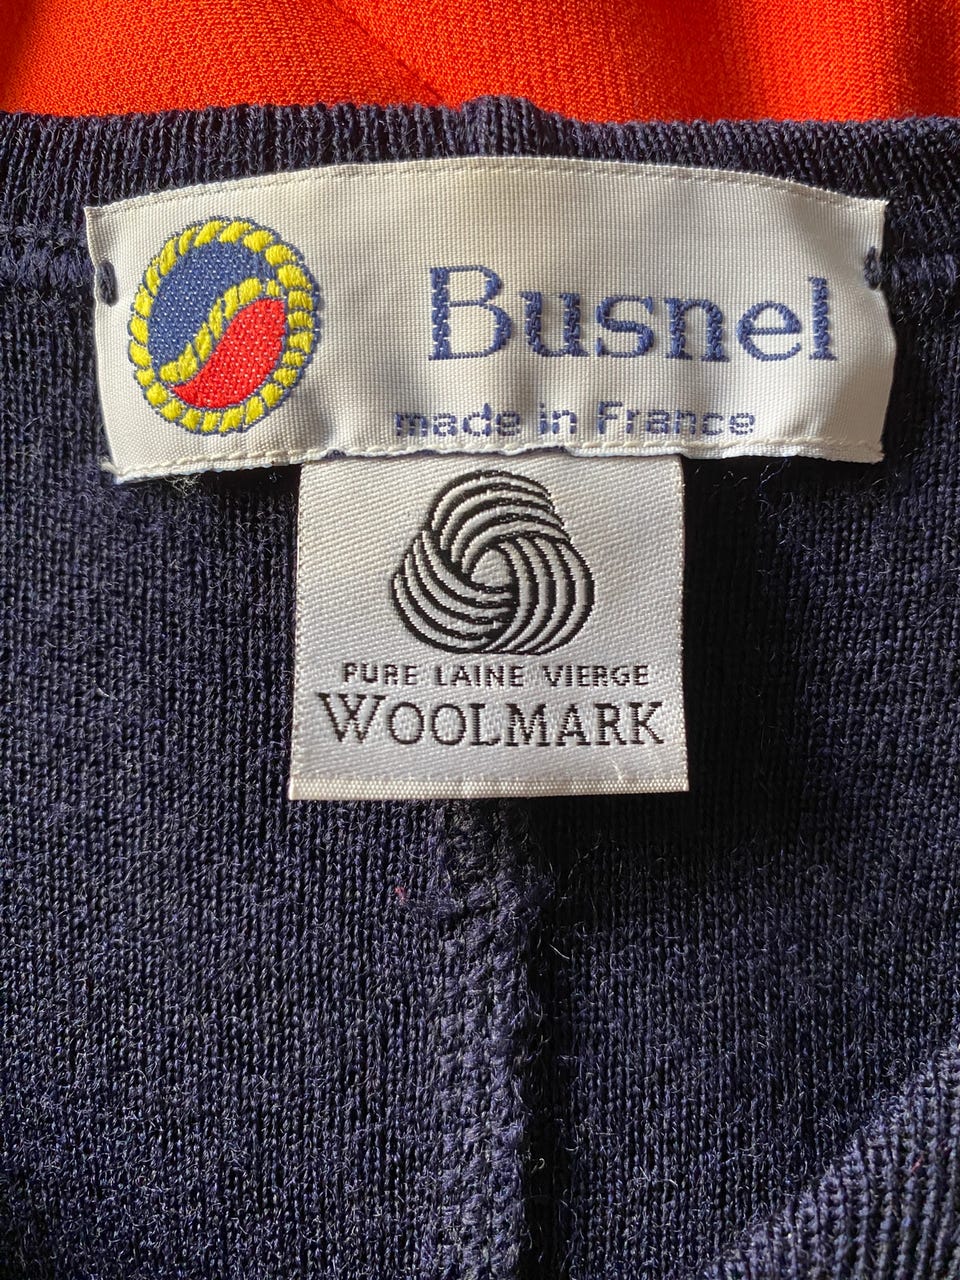 Busnel
made in France
PURE LAINE VIERGE
WOOLMARK